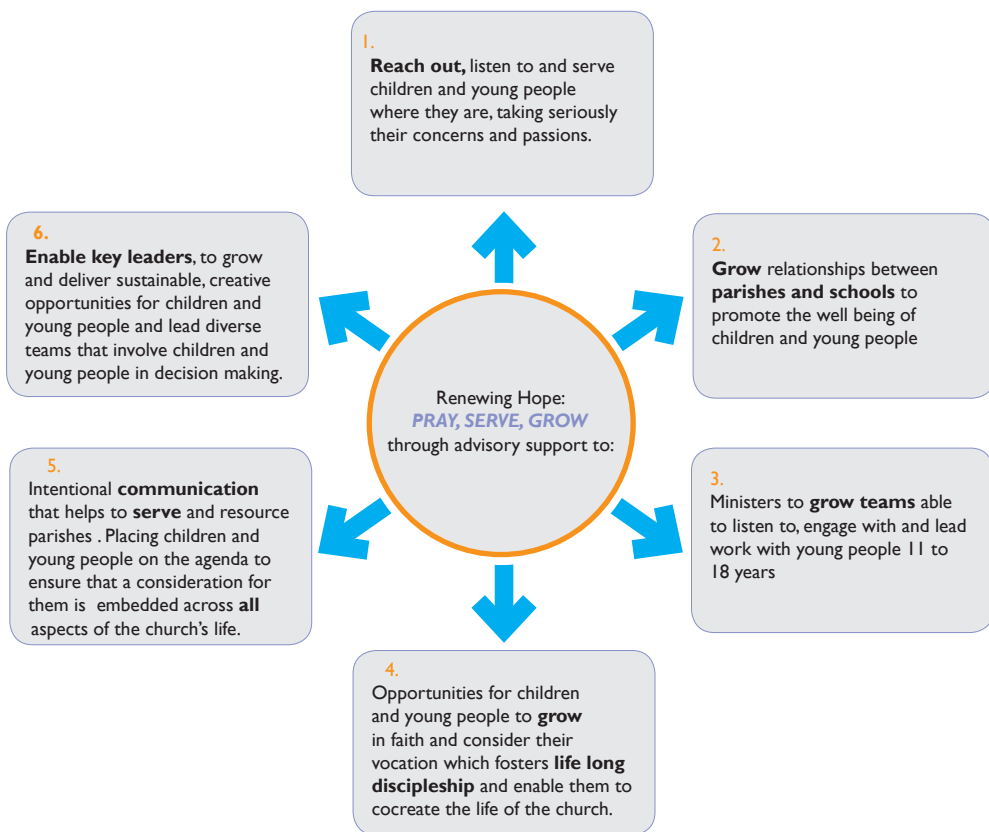 1.
Reach out, listen to and serve
children and young people
where they are, taking seriously
their concerns and passions.
2.
Grow relationships between
parishes and schools to
promote the well being of
children and young people
3.
Ministers to grow teams able
to listen to, engage with and lead
work with young people 11 to
18 years
4.
Opportunities for children
and young people to grow
in faith and consider their
vocation which fosters life long
discipleship and enable them to
cocreate the life of the church.
5.
Intentional communication
that helps to serve and resource
parishes . Placing children and
young people on the agenda to
ensure that a consideration for
them is embedded across all
aspects of the church's life.
6.
Enable key leaders, to grow
and deliver sustainable, creative
opportunities for children and
young people and lead diverse
teams that involve children and
young people in decision making.
Renewing Hope:
PRAY, SERVE, GROW
through advisory support to: